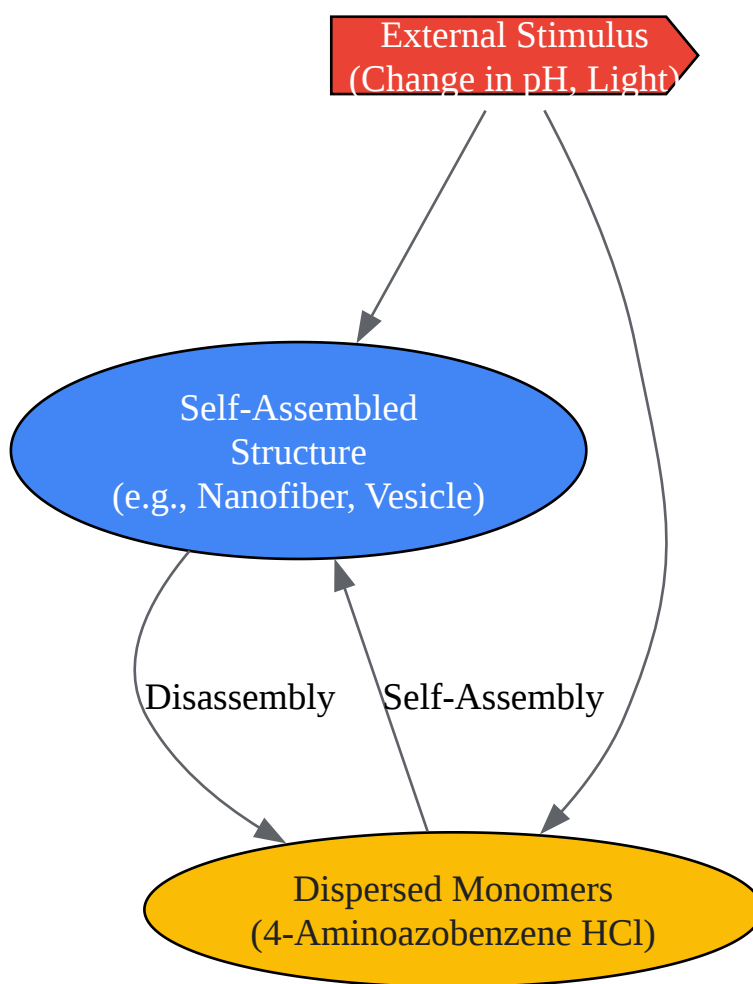 External Stimulus
(Change in pH, Light)
Self-Assembled
Structure
(e.g., Nanofiber, Vesicle)
Disassembly
Self-Assembly
Dispersed Monomers
(4-Aminoazobenzene HCl)